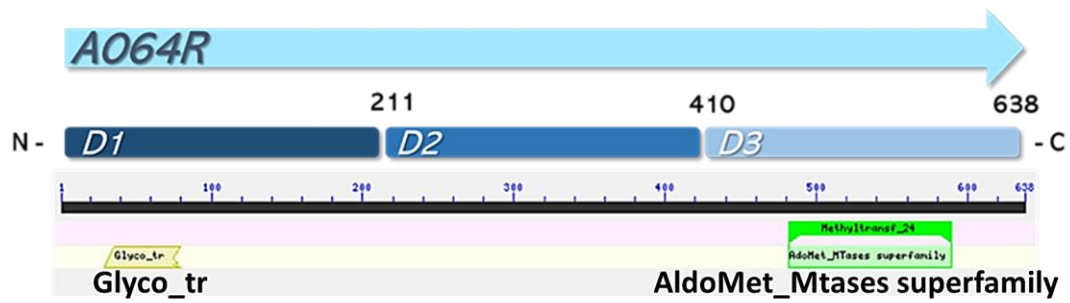 A064R
211 410 638
N - D1 D2 D3 - C
1 100 200 300 400 500 600 638
Methyltransf_24
Glyco_tr AdoMet_MTases superfamily
Glyco_tr AldoMet_Mtases superfamily